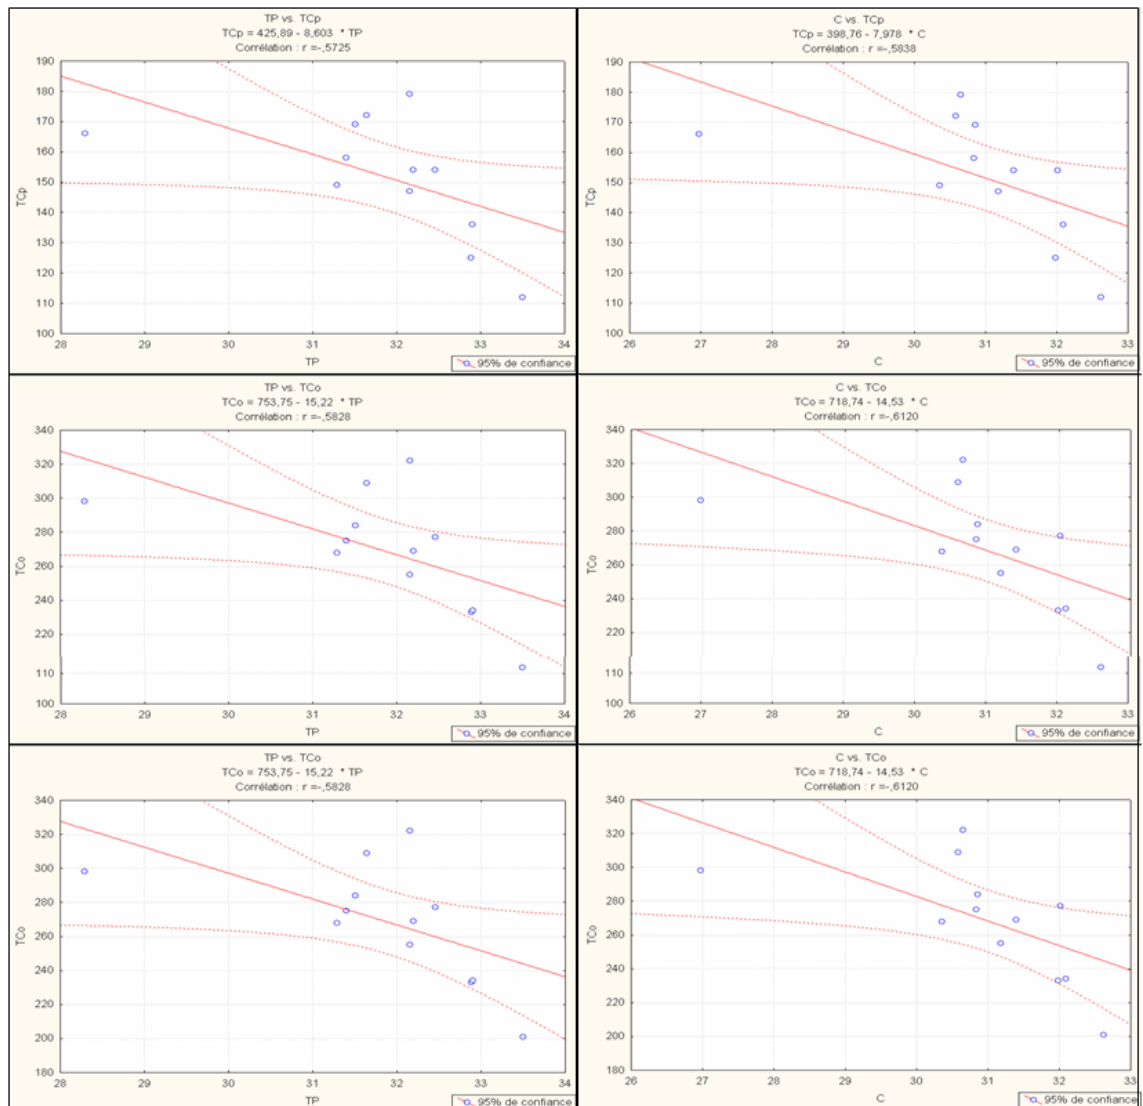 TP vs. TCp
TCp = 425,89 - 8,603 * TP
Corrélation : r =-,5725
190
180
170
160
150
140
130
120
110
100
TCp
28 29 30 31 32 33 34
TP
95% de confiance
C vs. TCp
TCp = 398,76 - 7,978 * C
Corrélation : r =-,5838
190
180
170
160
150
140
130
120
110
100
TCp
26 27 28 29 30 31 32 33
C
95% de confiance
TP vs. TCo
TCo = 753,75 - 15,22 * TP
Corrélation : r =-,5828
340
320
300
280
260
240
220
110
100
TCo
28 29 30 31 32 33 34
TP
95% de confiance
C vs. TCo
TCo = 718,74 - 14,53 * C
Corrélation : r =-,6120
340
320
300
280
260
240
220
110
100
TCo
26 27 28 29 30 31 32 33
C
95% de confiance
TP vs. TCo
TCo = 753,75 - 15,22 * TP
Corrélation : r =-,5828
340
320
300
280
260
240
220
200
180
TCo
28 29 30 31 32 33 34
TP
95% de confiance
C vs. TCo
TCo = 718,74 - 14,53 * C
Corrélation : r =-,6120
340
320
300
280
260
240
220
200
180
TCo
26 27 28 29 30 31 32 33
C
95% de confiance